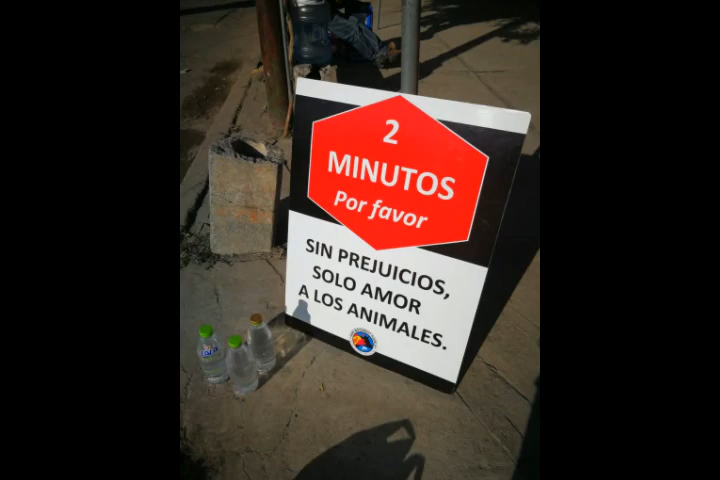 2
MINUTOS
Por favor
SIN PREJUICIOS,
SOLO AMOR
A LOS ANIMALES.